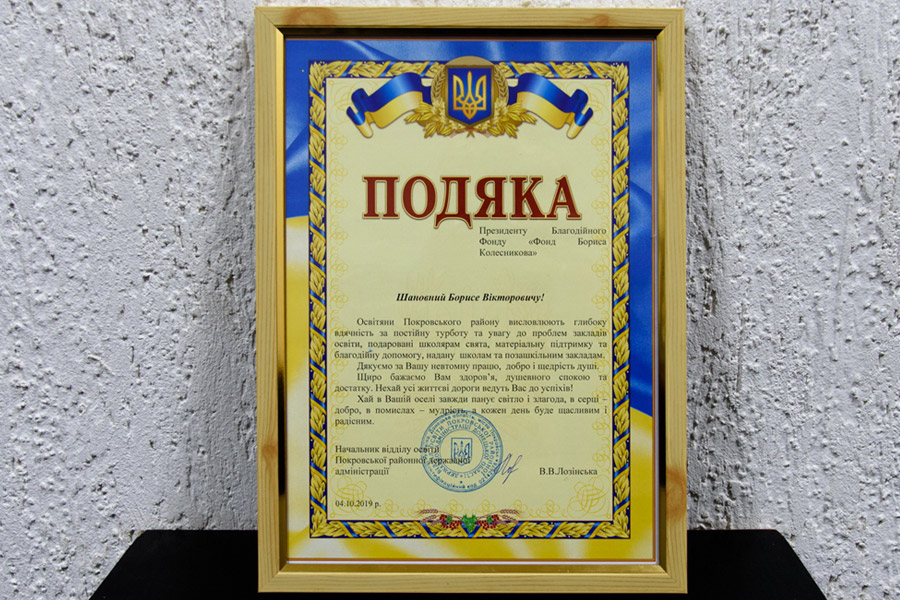 ПОДЯКА
Президенту Благодійного
Фонду «Фонд Бориса
Колесникова»
Шановний Борисе Вікторовичу!
Освітяни Покровського району висловлюють глибоку
вдячність за постійну турботу та увагу до проблем закладів
освіти, подаровані школярам свята, матеріальну підтримку та
благодійну допомогу, надану школам та позашкільним закладам.
Дякуємо за Вашу невтомну працю, добро і щедрість душі.
Щиро бажаємо Вам здоров'я, душевного спокою та
достатку. Нехай усі життєві дороги ведуть Вас до успіхів!
Хай в Вашій оселі завжди панує світло і злагода, в серці –
добро, в помислах – мудрість, а кожен день буде щасливим і
радісним.
Начальник відділу освіти
Покровської районної державної
адміністрації В.В.Лозінська
04.10.2019 р.